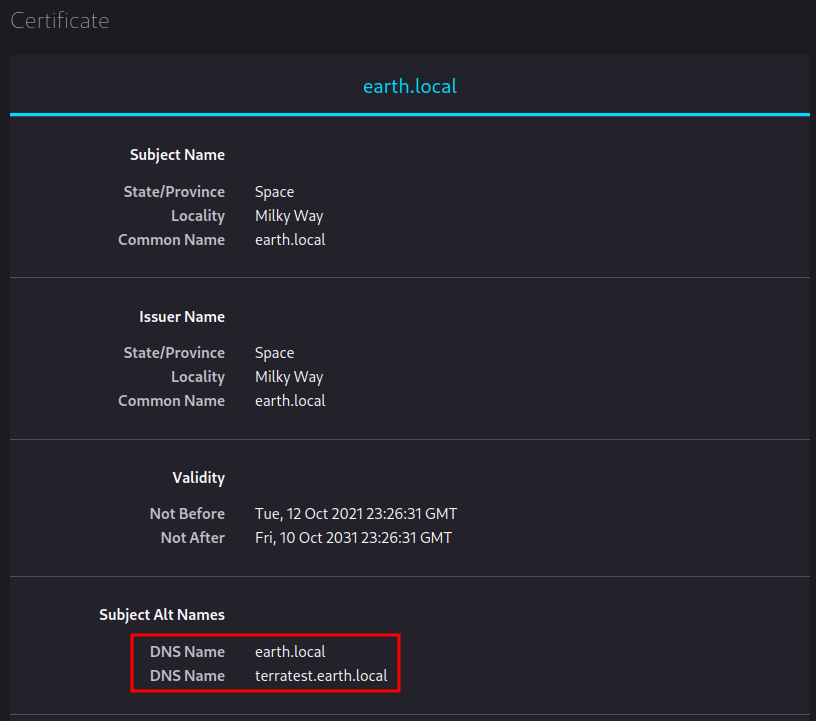 Certificate
earth.local
Subject Name
State/Province Space
Locality Milky Way
Common Name earth.local
Issuer Name
State/Province Space
Locality Milky Way
Common Name earth.local
Validity
Not Before Tue, 12 Oct 2021 23:26:31 GMT
Not After Fri, 10 Oct 2031 23:26:31 GMT
Subject Alt Names
DNS Name earth.local
DNS Name terratest.earth.local